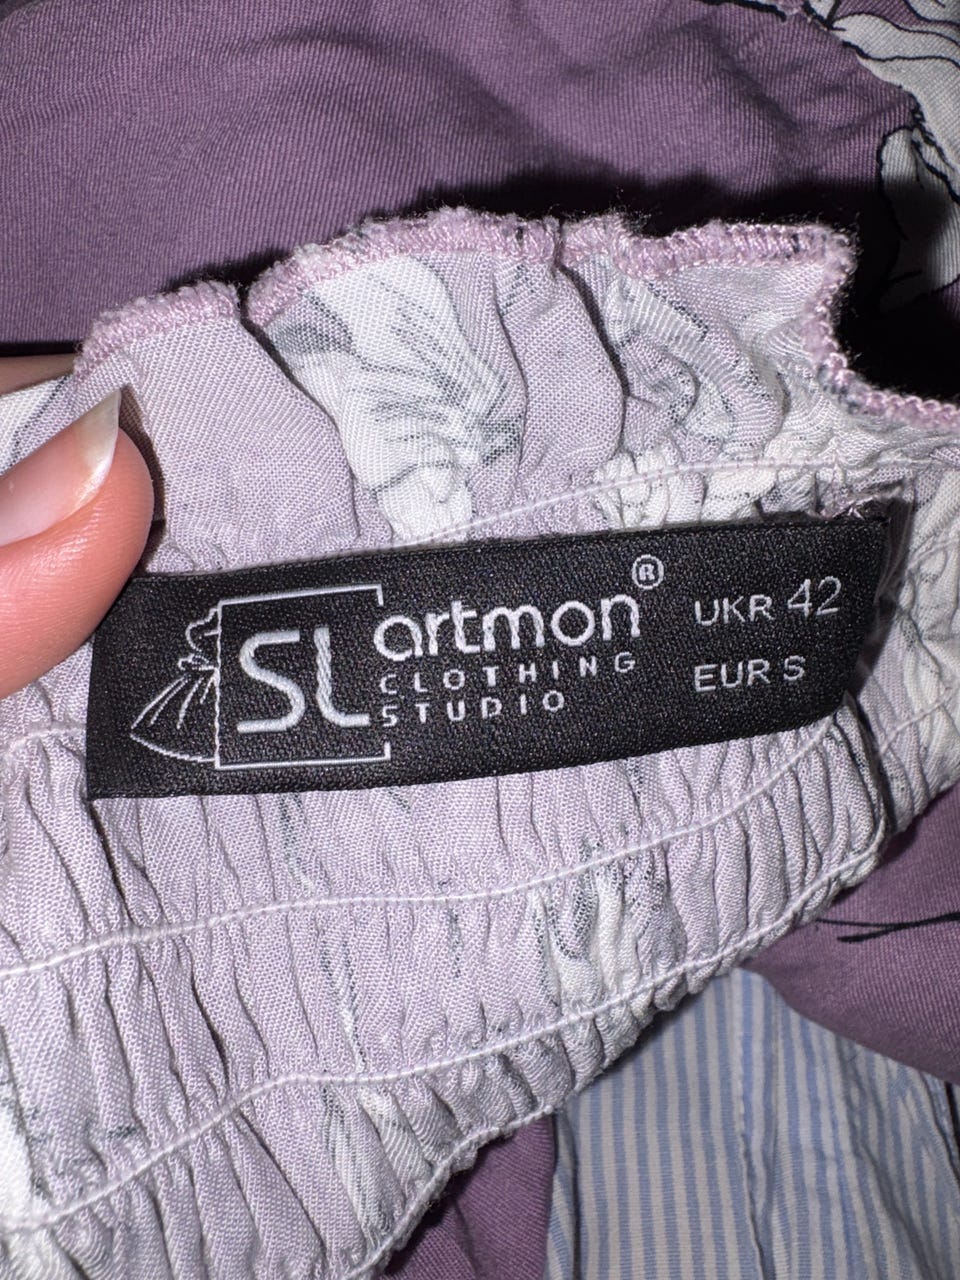 SL artmon®
CLOTHING
STUDIO
UKR 42
EUR S